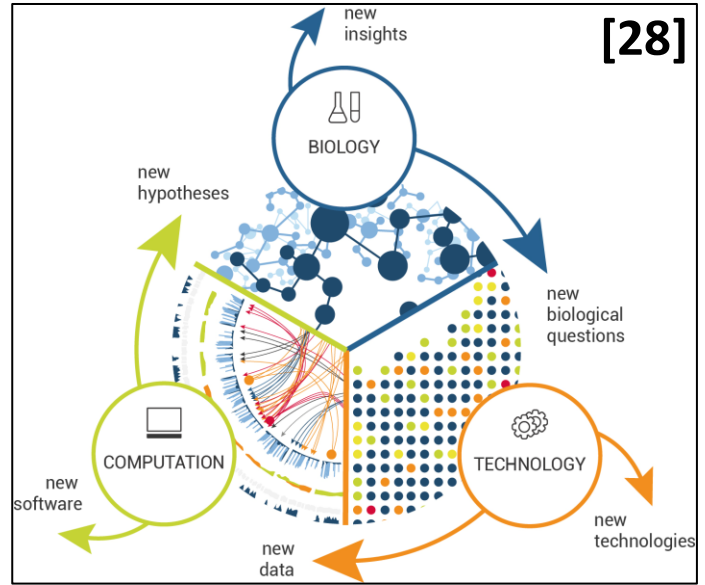 new
insights
[28]
BIOLOGY
new
hypotheses
new
biological
questions
COMPUTATION
TECHNOLOGY
new
software
new
technologies
new
data